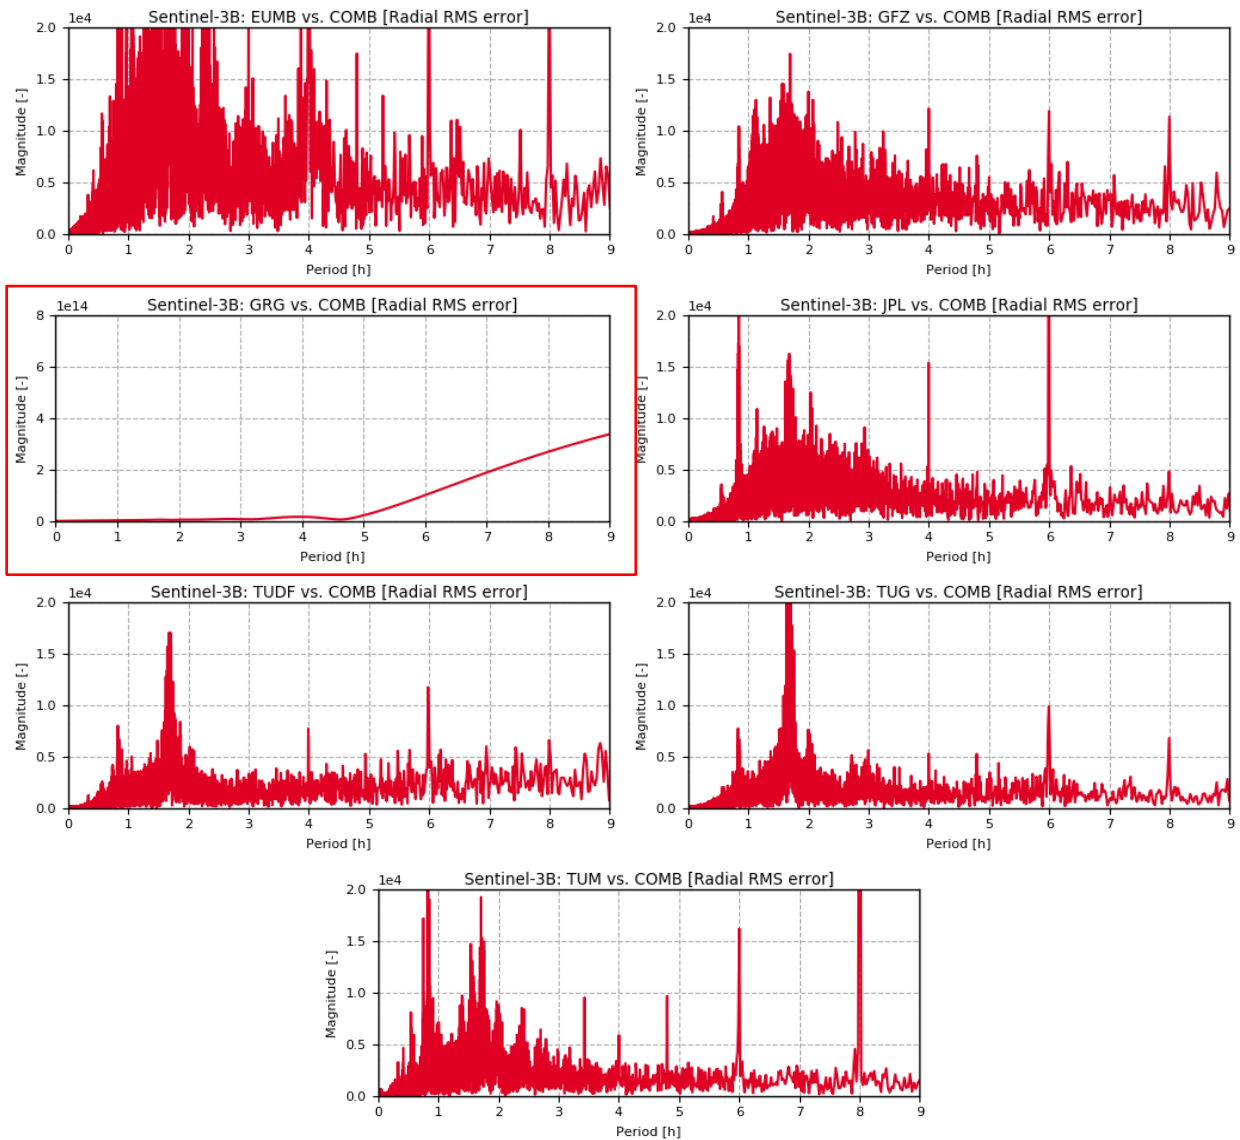 Sentinel-3B: EUMB vs. COMB [Radial RMS error]
1e4
2.0
1.5
1.0
0.5
0.0
Magnitude [-]
0 1 2 3 4 5 6 7 8 9
Period [h]
Sentinel-3B: GFZ vs. COMB [Radial RMS error]
1e4
2.0
1.5
1.0
0.5
0.0
Magnitude [-]
0 1 2 3 4 5 6 7 8 9
Period [h]
Sentinel-3B: GRG vs. COMB [Radial RMS error]
1e14
8
6
4
2
0
Magnitude [-]
0 1 2 3 4 5 6 7 8 9
Period [h]
Sentinel-3B: JPL vs. COMB [Radial RMS error]
1e4
2.0
1.5
1.0
0.5
0.0
Magnitude [-]
0 1 2 3 4 5 6 7 8 9
Period [h]
Sentinel-3B: TUDF vs. COMB [Radial RMS error]
1e4
2.0
1.5
1.0
0.5
0.0
Magnitude [-]
0 1 2 3 4 5 6 7 8 9
Period [h]
Sentinel-3B: TUG vs. COMB [Radial RMS error]
1e4
2.0
1.5
1.0
0.5
0.0
Magnitude [-]
0 1 2 3 4 5 6 7 8 9
Period [h]
Sentinel-3B: TUM vs. COMB [Radial RMS error]
1e4
2.0
1.5
1.0
0.5
0.0
Magnitude [-]
0 1 2 3 4 5 6 7 8 9
Period [h]